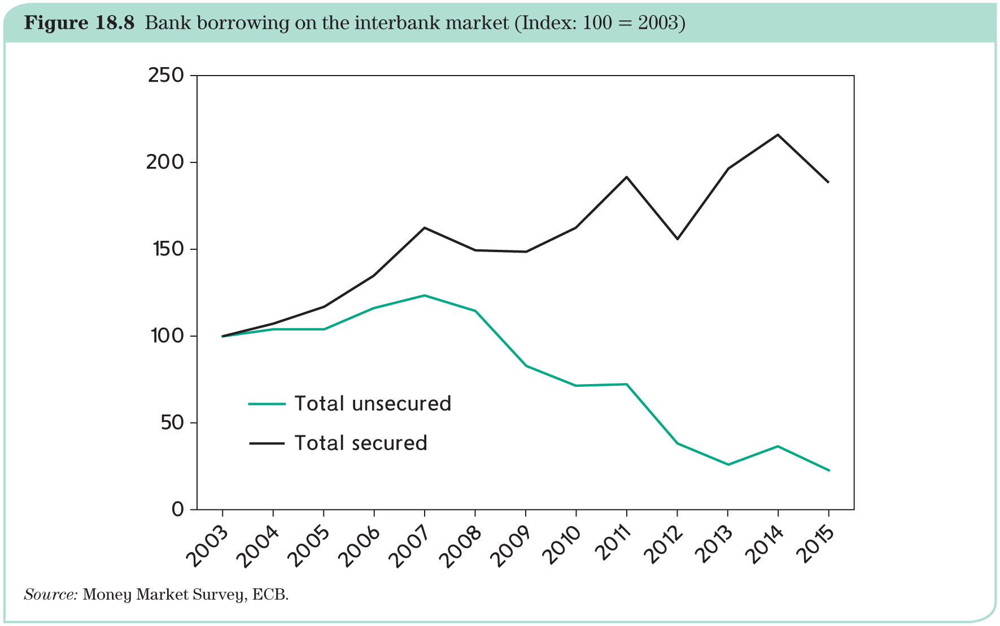 Figure 18.8 Bank borrowing on the interbank market (Index: 100 = 2003)
250
200
150
100
50
0
Total unsecured
Total secured
2003 2004 2005 2006 2007 2008 2009 2010 2011 2012 2013 2014 2015
Source: Money Market Survey, ECB.